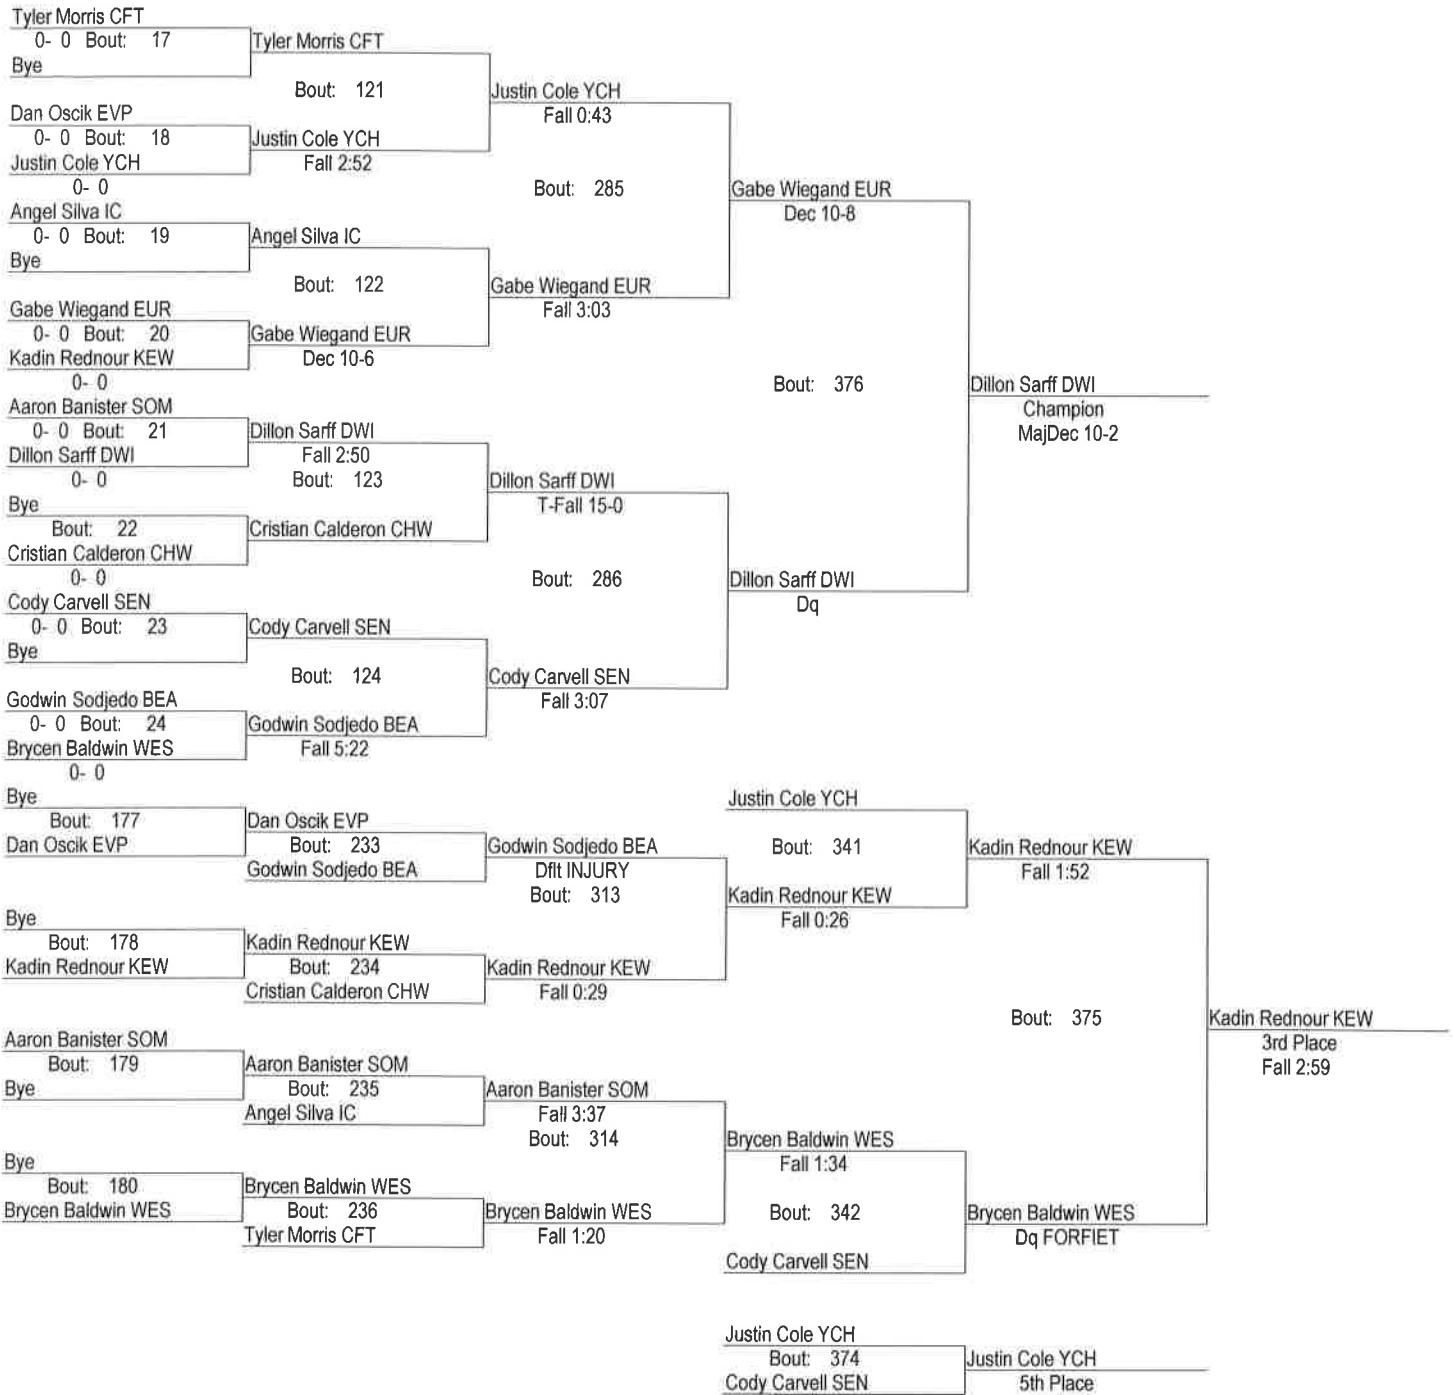 Tyler Morris CFT
0- 0 Bout: 17
Bye
Tyler Morris CFT
Bout: 121
Dan Oscik EVP
0- 0 Bout: 18
Justin Cole YCH
0- 0
Justin Cole YCH
Fall 2:52
Justin Cole YCH
Fall 0:43
Bout: 285
Angel Silva IC
0- 0 Bout: 19
Bye
Angel Silva IC
Bout: 122
Gabe Wiegand EUR
0- 0 Bout: 20
Kadin Rednour KEW
0- 0
Gabe Wiegand EUR
Dec 10-6
Gabe Wiegand EUR
Fall 3:03
Gabe Wiegand EUR
Dec 10-8
Bout: 376
Dillon Sarff DWI
Champion
MajDec 10-2
Aaron Banister SOM
0- 0 Bout: 21
Dillon Sarff DWI
0- 0
Dillon Sarff DWI
Fall 2:50
Bout: 123
Bye
Bout: 22
Cristian Calderon CHW
0- 0
Cristian Calderon CHW
Dillon Sarff DWI
T-Fall 15-0
Bout: 286
Dillon Sarff DWI
Dq
Cody Carvell SEN
0- 0 Bout: 23
Bye
Cody Carvell SEN
Bout: 124
Godwin Sodjedo BEA
0- 0 Bout: 24
Brycen Baldwin WES
0- 0
Godwin Sodjedo BEA
Fall 5:22
Cody Carvell SEN
Fall 3:07
Bye
Bout: 177
Dan Oscik EVP
Dan Oscik EVP
Bout: 233
Godwin Sodjedo BEA
Godwin Sodjedo BEA
Dflt INJURY
Bout: 313
Bye
Bout: 178
Kadin Rednour KEW
Kadin Rednour KEW
Bout: 234
Cristian Calderon CHW
Kadin Rednour KEW
Fall 0:29
Justin Cole YCH
Bout: 341
Kadin Rednour KEW
Fall 0:26
Kadin Rednour KEW
Fall 1:52
Bout: 375
Kadin Rednour KEW
3rd Place
Fall 2:59
Aaron Banister SOM
Bout: 179
Bye
Aaron Banister SOM
Bout: 235
Angel Silva IC
Aaron Banister SOM
Fall 3:37
Bout: 314
Bye
Bout: 180
Brycen Baldwin WES
Brycen Baldwin WES
Bout: 236
Tyler Morris CFT
Brycen Baldwin WES
Fall 1:20
Brycen Baldwin WES
Fall 1:34
Bout: 342
Cody Carvell SEN
Brycen Baldwin WES
Dq FORFIET
Justin Cole YCH
Bout: 374
Cody Carvell SEN
Justin Cole YCH
5th Place